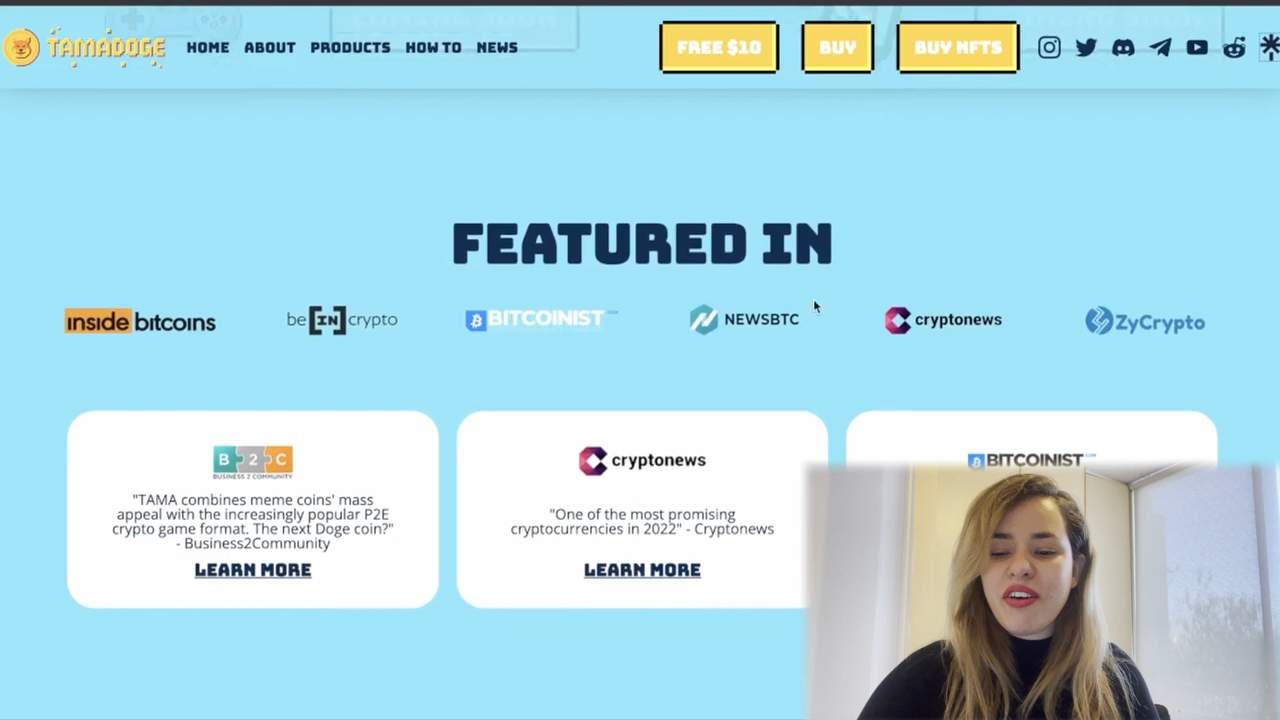 TAMADOGE HOME ABOUT PRODUCTS HOW TO NEWS FREE $10 BUY BUY NFTS
FEATURED IN
inside bitcoins be[IN]crypto BITCOINIST .COM NEWSBTC cryptonews ZyCrypto
B 2 C
BUSINESS 2 COMMUNITY
"TAMA combines meme coins' mass
appeal with the increasingly popular P2E
crypto game format. The next Doge coin?"
- Business2Community
LEARN MORE
cryptonews
"One of the most promising
cryptocurrencies in 2022" - Cryptonews
LEARN MORE
BITCOINIST .COM